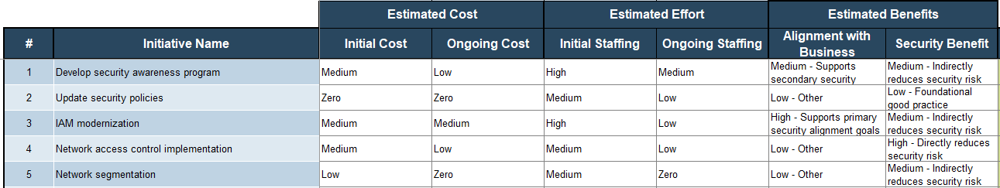 Estimated Cost Estimated Effort Estimated Benefits
# Initiative Name Initial Cost Ongoing Cost Initial Staffing Ongoing Staffing Alignment with Business Security Benefit
1 Develop security awareness program Medium Low High Medium Medium - Supports secondary security Medium - Indirectly reduces security risk
2 Update security policies Zero Zero Medium Low Low - Other Low - Foundational good practice
3 IAM modernization Medium Medium High Low High - Supports primary security alignment goals Medium - Indirectly reduces security risk
4 Network access control implementation Medium Low Medium Low Low - Other High - Directly reduces security risk
5 Network segmentation Low Zero Medium Zero Low - Other Medium - Indirectly reduces security risk